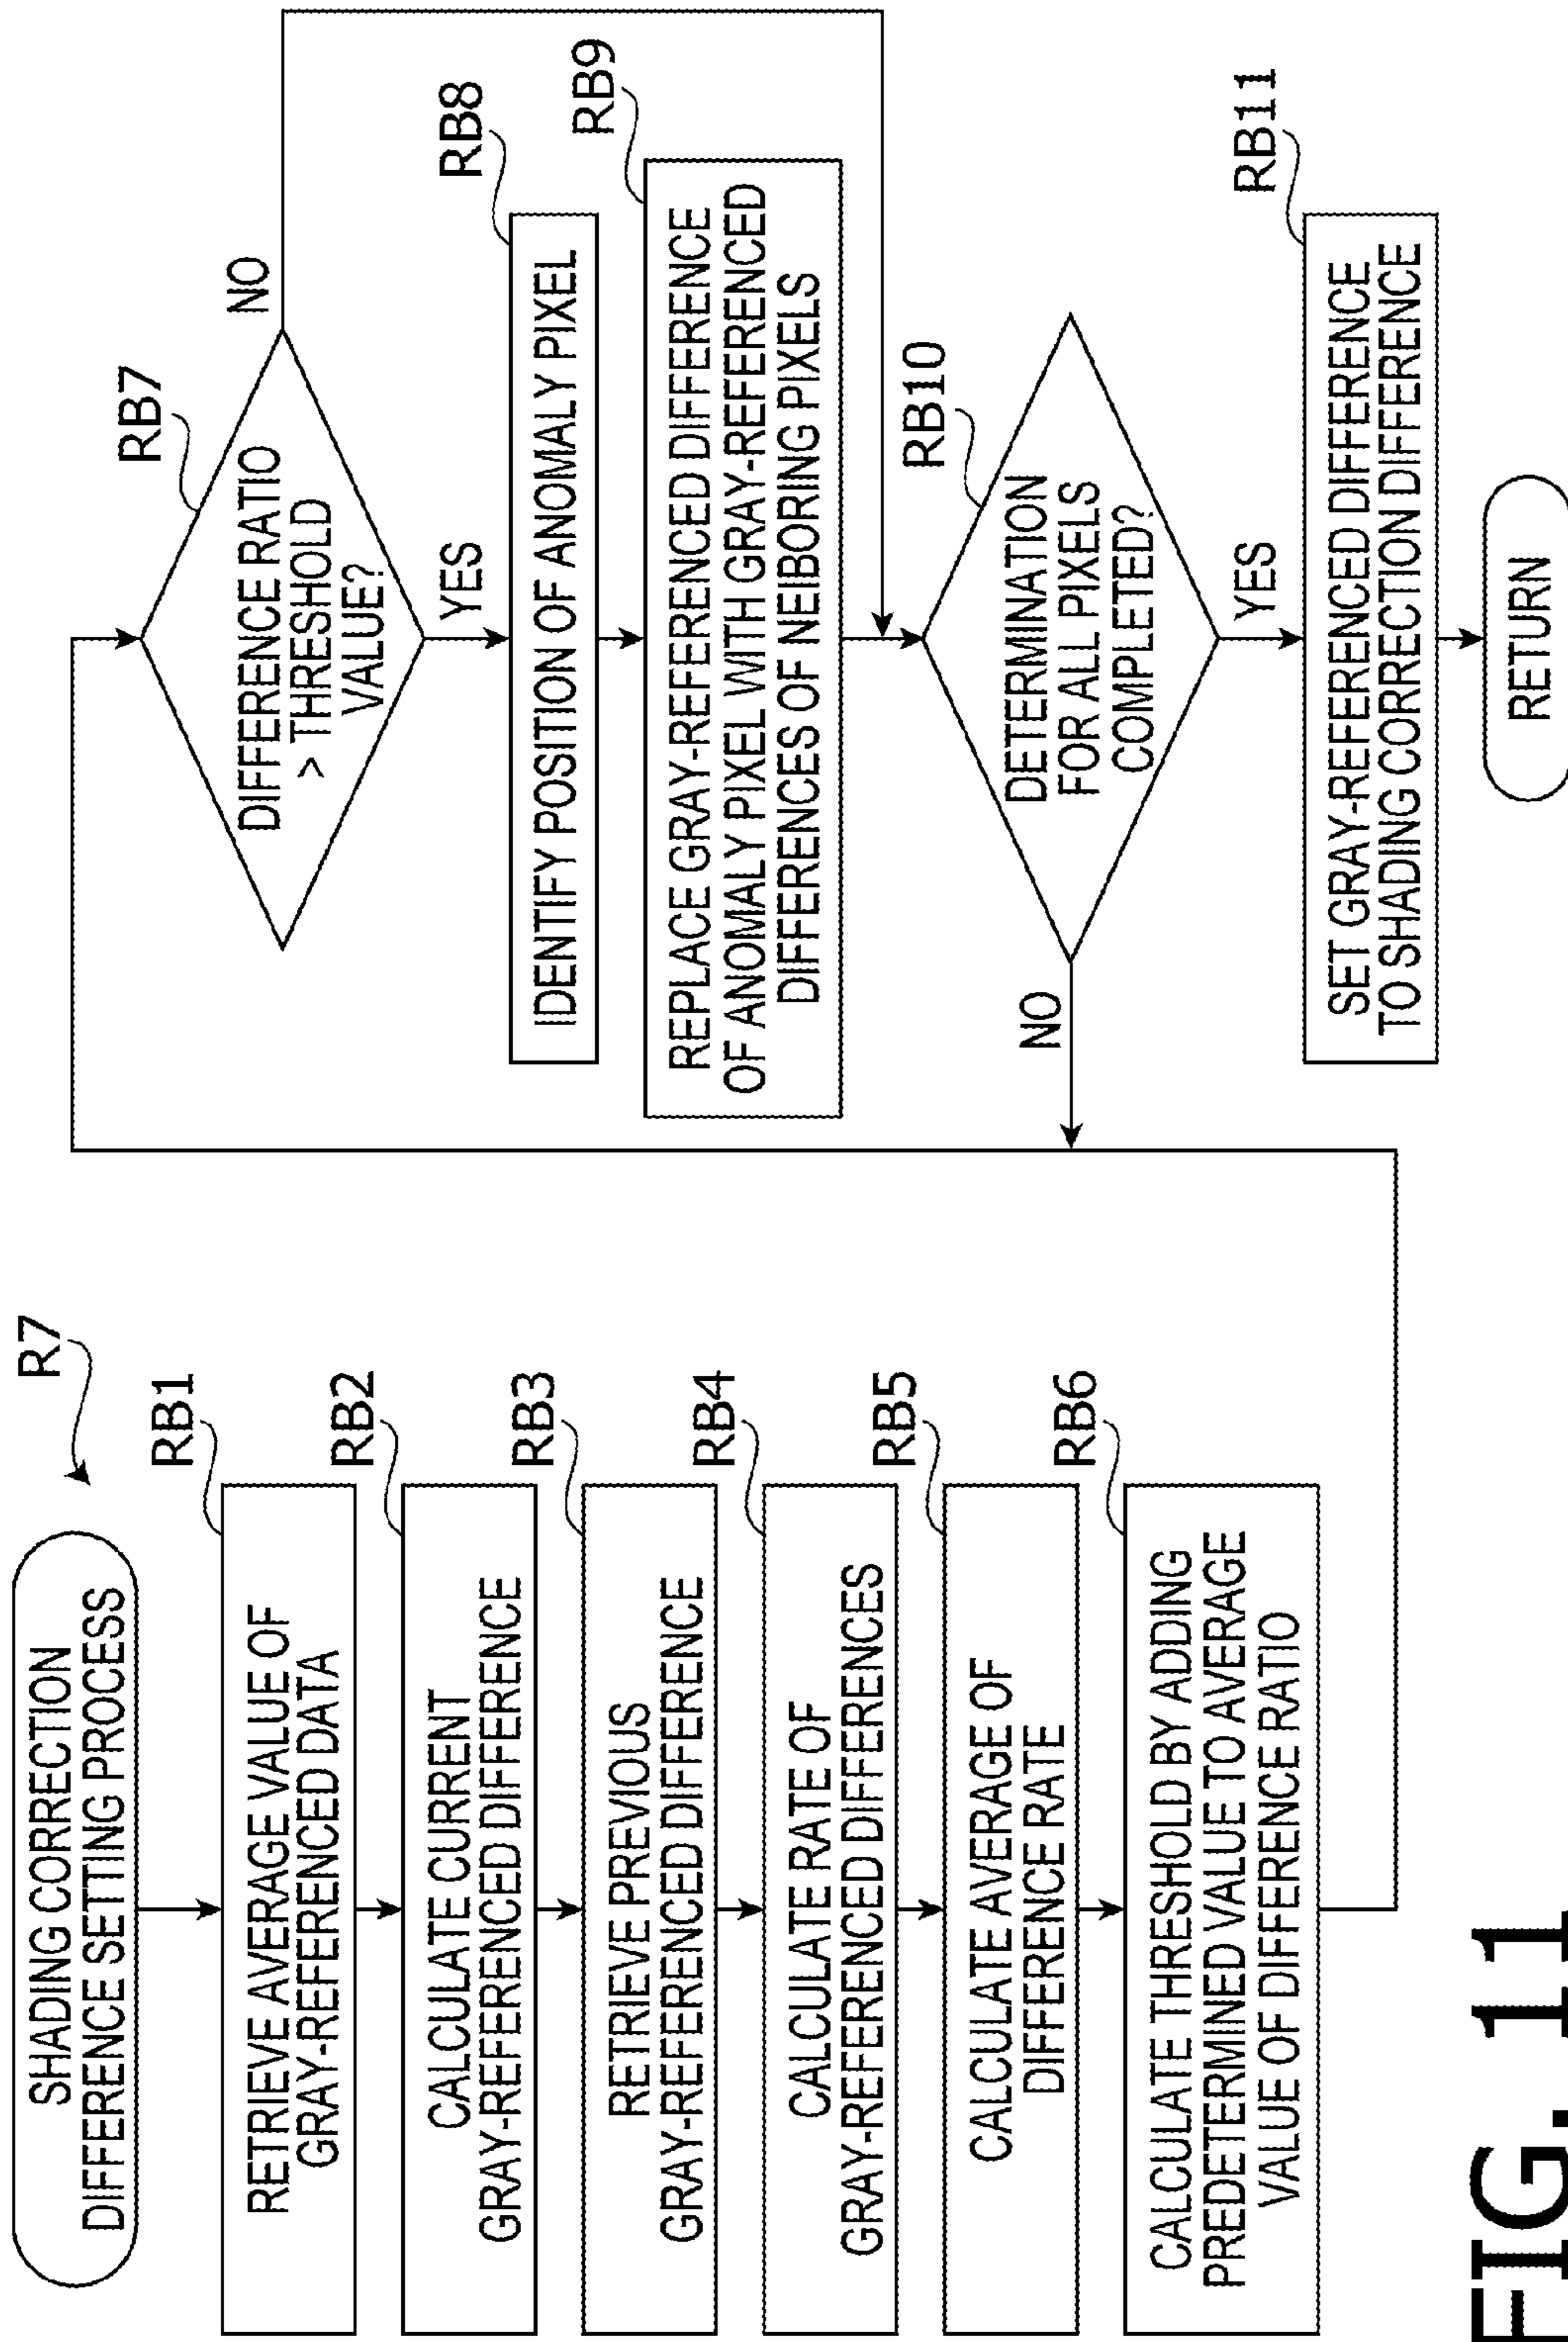 R7
SHADING CORRECTION
DIFFERENCE SETTING PROCESS
RB1
RETRIEVE AVERAGE VALUE OF
GRAY-REFERENCED DATA
RB2
CALCULATE CURRENT
GRAY-REFERENCED DIFFERENCE
RB3
RETRIEVE PREVIOUS
GRAY-REFERENCED DIFFERENCE
RB4
CALCULATE RATE OF
GRAY-REFERENCED DIFFERENCES
RB5
CALCULATE AVERAGE OF
DIFFERENCE RATE
RB6
CALCULATE THRESHOLD BY ADDING
PREDETERMINED VALUE TO AVERAGE
VALUE OF DIFFERENCE RATIO
RB7
DIFFERENCE RATIO
> THRESHOLD
VALUE?
NO
YES
RB8
IDENTIFY POSITION OF ANOMALY PIXEL
RB9
REPLACE GRAY-REFERENCED DIFFERENCE
OF ANOMALY PIXEL WITH GRAY-REFERENCED
DIFFERENCES OF NEIBORING PIXELS
RB10
DETERMINATION
FOR ALL PIXELS
COMPLETED?
NO
YES
RB11
SET GRAY-REFERENCED DIFFERENCE
TO SHADING CORRECTION DIFFERENCE
RETURN
FIG. 11